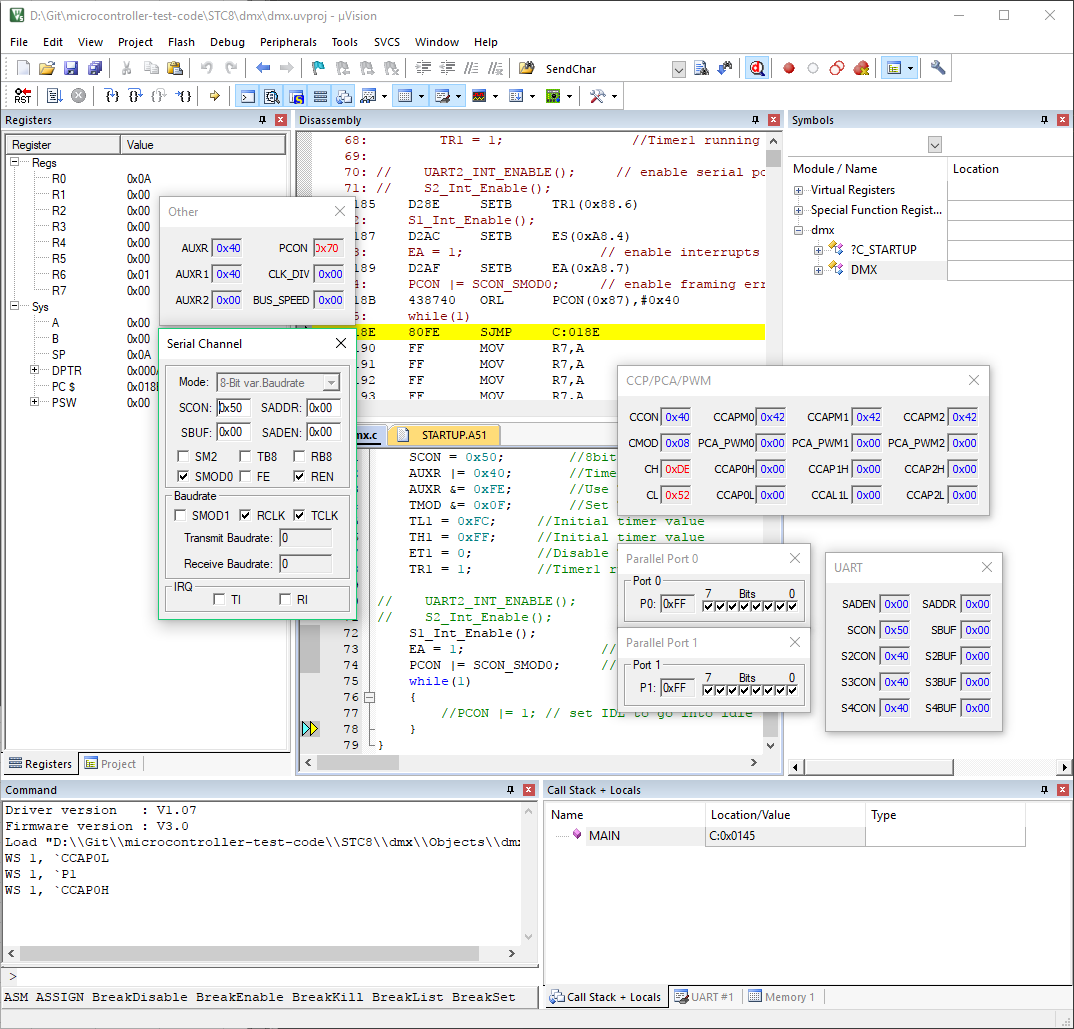 D:\Git\microcontroller-test-code\STC8\dmx\dmx.uvproj - µVision
File Edit View Project Flash Debug Peripherals Tools SVCS Window Help
SendChar
RST
Registers
Register Value
Regs
R0 0x0A
R1 0x00
R2 0x00
R3 0x00
R4 0x00
R5 0x00
R6 0x01
R7 0x00
Sys
A 0x00
B 0x00
SP 0x0A
DPTR 0x000
PC $ 0x018
PSW 0x00
Registers Project
Other
AUXR 0x40 PCON 0x70
AUXR1 0x40 CLK_DIV 0x00
AUXR2 0x00 BUS_SPEED 0x00
Serial Channel
Mode: 8-Bit var.Baudrate
SCON: 0x50 SADDR: 0x00
SBUF: 0x00 SADEN: 0x00
SM2 TB8 RB8
SMOD0 FE REN
Baudrate
SMOD1 RCLK TCLK
Transmit Baudrate: 0
Receive Baudrate: 0
IRQ
TI RI
Disassembly
68: TR1 = 1; //Timer1 running
69:
70: // UART2_INT_ENABLE(); // enable serial po
71: // S2_Int_Enable();
185 D28E SETB TR1(0x88.6)
2: S1_Int_Enable();
187 D2AC SETB ES(0xA8.4)
3: EA = 1; // enable interrupts
189 D2AF SETB EA(0xA8.7)
4: PCON |= SCON_SMOD0; // enable framing err
18B 438740 ORL PCON(0x87),#0x40
5: while(1)
18E 80FE SJMP C:018E
190 FF MOV R7,A
191 FF MOV R7,A
192 FF MOV R7,A
193 FF MOV R7,A
mx.c STARTUP.A51
SCON = 0x50; //8bit
AUXR |= 0x40; //Time
AUXR &= 0xFE; //Use
TMOD &= 0x0F; //Set
TL1 = 0xFC; //Initial timer value
TH1 = 0xFF; //Initial timer value
ET1 = 0; //Disable
TR1 = 1; //Timer1 r
// UART2_INT_ENABLE();
// S2_Int_Enable();
72 S1_Int_Enable();
73 EA = 1; //
74 PCON |= SCON_SMOD0; //
75 while(1)
76 {
77 //PCON |= 1; // set IDL to go into idle
78 }
79 }
Symbols
Module / Name Location
Virtual Registers
Special Function Regist...
dmx
?C_STARTUP
DMX
CCP/PCA/PWM
CCON 0x40 CCAPM0 0x42 CCAPM1 0x42 CCAPM2 0x42
CMOD 0x08 PCA_PWM0 0x00 PCA_PWM1 0x00 PCA_PWM2 0x00
CH 0xDE CCAP0H 0x00 CCAP1H 0x00 CCAP2H 0x00
CL 0x52 CCAP0L 0x00 CCAL1L 0x00 CCAP2L 0x00
Parallel Port 0
Port 0
7 Bits 0
P0: 0xFF
Parallel Port 1
Port 1
7 Bits 0
P1: 0xFF
UART
SADEN 0x00 SADDR 0x00
SCON 0x50 SBUF 0x00
S2CON 0x40 S2BUF 0x00
S3CON 0x40 S3BUF 0x00
S4CON 0x40 S4BUF 0x00
Command
Driver version : V1.07
Firmware version : V3.0
Load "D:\\Git\\microcontroller-test-code\\STC8\\dmx\\Objects\\dmx
WS 1, `CCAP0L
WS 1, `P1
WS 1, `CCAP0H
>
ASM ASSIGN BreakDisable BreakEnable BreakKill BreakList BreakSet
Call Stack + Locals
Name Location/Value Type
MAIN C:0x0145
Call Stack + Locals UART #1 Memory 1